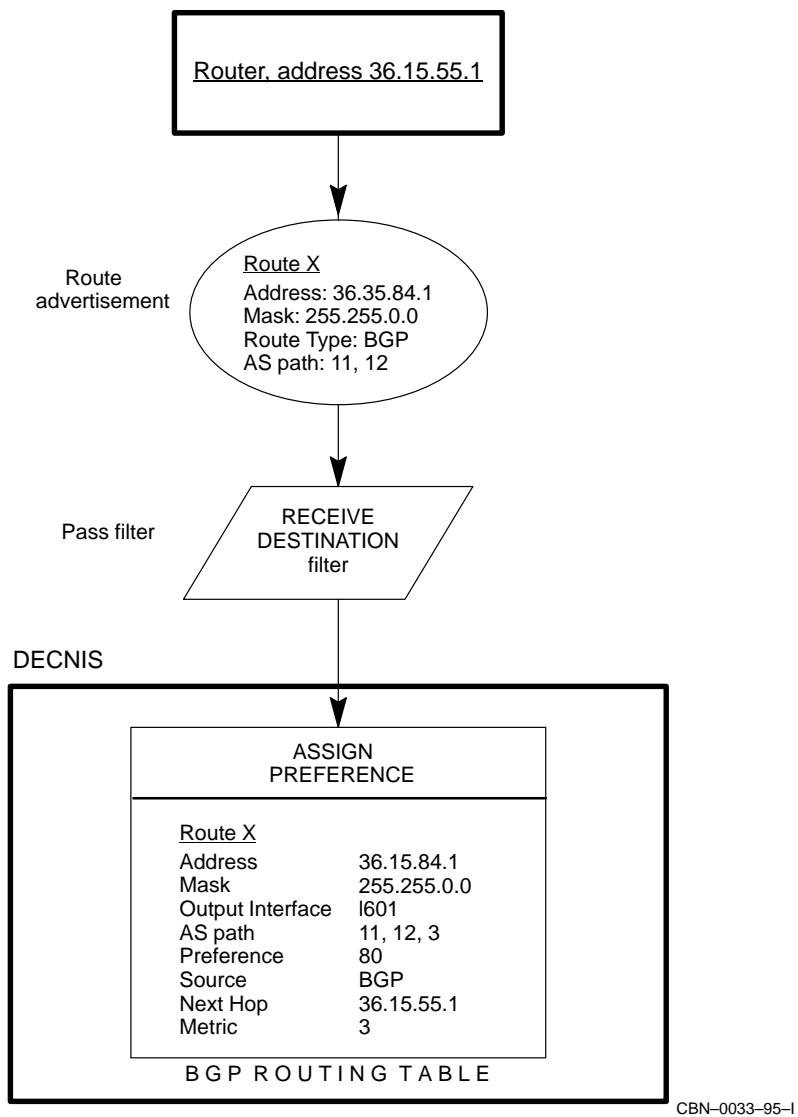 Router, address 36.15.55.1
Route
advertisement
Route X
Address: 36.35.84.1
Mask: 255.255.0.0
Route Type: BGP
AS path: 11, 12
Pass filter
RECEIVE
DESTINATION
filter
DECNIS
ASSIGN
PREFERENCE
Route X
Address 36.15.84.1
Mask 255.255.0.0
Output Interface l601
AS path 11, 12, 3
Preference 80
Source BGP
Next Hop 36.15.55.1
Metric 3
BGP ROUTING TABLE
CBN–0033–95–I